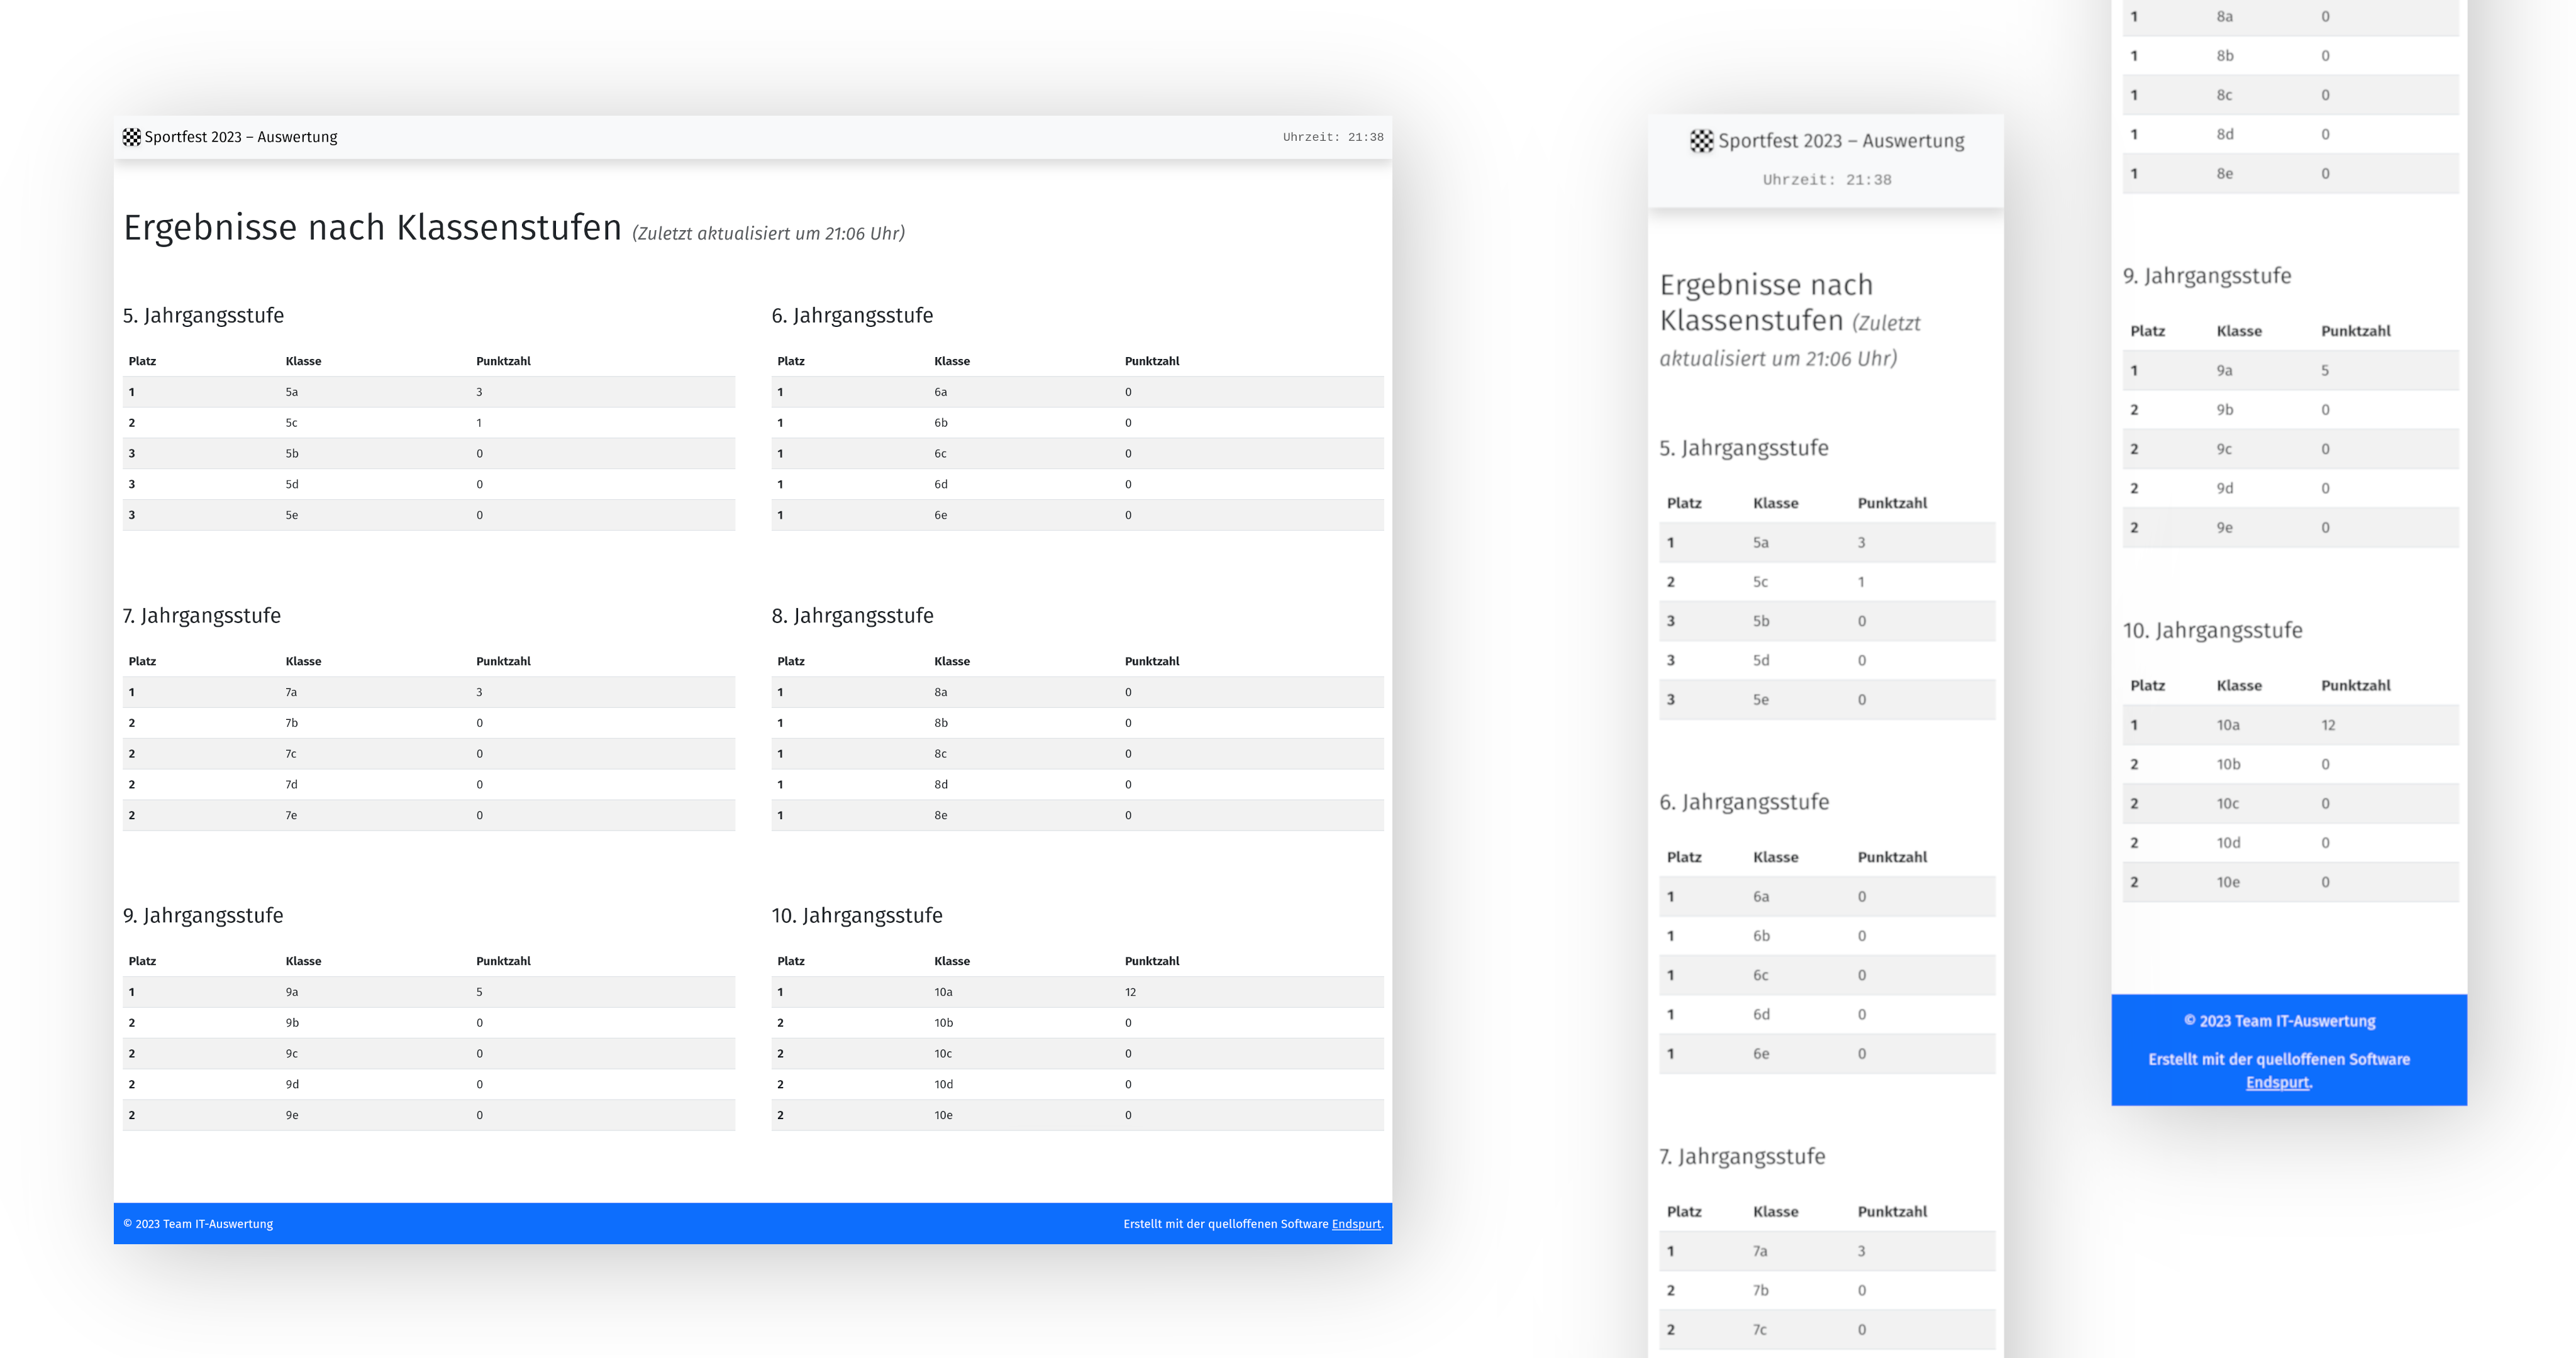 Sportfest 2023 – Auswertung
Uhrzeit: 21:38
Ergebnisse nach Klassenstufen (Zuletzt aktualisiert um 21:06 Uhr)
5. Jahrgangsstufe
Platz Klasse Punktzahl
1 5a 3
2 5c 1
3 5b 0
3 5d 0
3 5e 0
6. Jahrgangsstufe
Platz Klasse Punktzahl
1 6a 0
1 6b 0
1 6c 0
1 6d 0
1 6e 0
7. Jahrgangsstufe
Platz Klasse Punktzahl
1 7a 3
2 7b 0
2 7c 0
2 7d 0
2 7e 0
8. Jahrgangsstufe
Platz Klasse Punktzahl
1 8a 0
1 8b 0
1 8c 0
1 8d 0
1 8e 0
9. Jahrgangsstufe
Platz Klasse Punktzahl
1 9a 5
2 9b 0
2 9c 0
2 9d 0
2 9e 0
10. Jahrgangsstufe
Platz Klasse Punktzahl
1 10a 12
2 10b 0
2 10c 0
2 10d 0
2 10e 0
© 2023 Team IT-Auswertung
Erstellt mit der quelloffenen Software Endspurt.
Sportfest 2023 – Auswertung
Uhrzeit: 21:38
Ergebnisse nach
Klassenstufen (Zuletzt
aktualisiert um 21:06 Uhr)
5. Jahrgangsstufe
Platz Klasse Punktzahl
1 5a 3
2 5c 1
3 5b 0
3 5d 0
3 5e 0
6. Jahrgangsstufe
Platz Klasse Punktzahl
1 6a 0
1 6b 0
1 6c 0
1 6d 0
1 6e 0
7. Jahrgangsstufe
Platz Klasse Punktzahl
1 7a 3
2 7b 0
2 7c 0
1 8a 0
1 8b 0
1 8c 0
1 8d 0
1 8e 0
9. Jahrgangsstufe
Platz Klasse Punktzahl
1 9a 5
2 9b 0
2 9c 0
2 9d 0
2 9e 0
10. Jahrgangsstufe
Platz Klasse Punktzahl
1 10a 12
2 10b 0
2 10c 0
2 10d 0
2 10e 0
© 2023 Team IT-Auswertung
Erstellt mit der quelloffenen Software
Endspurt.